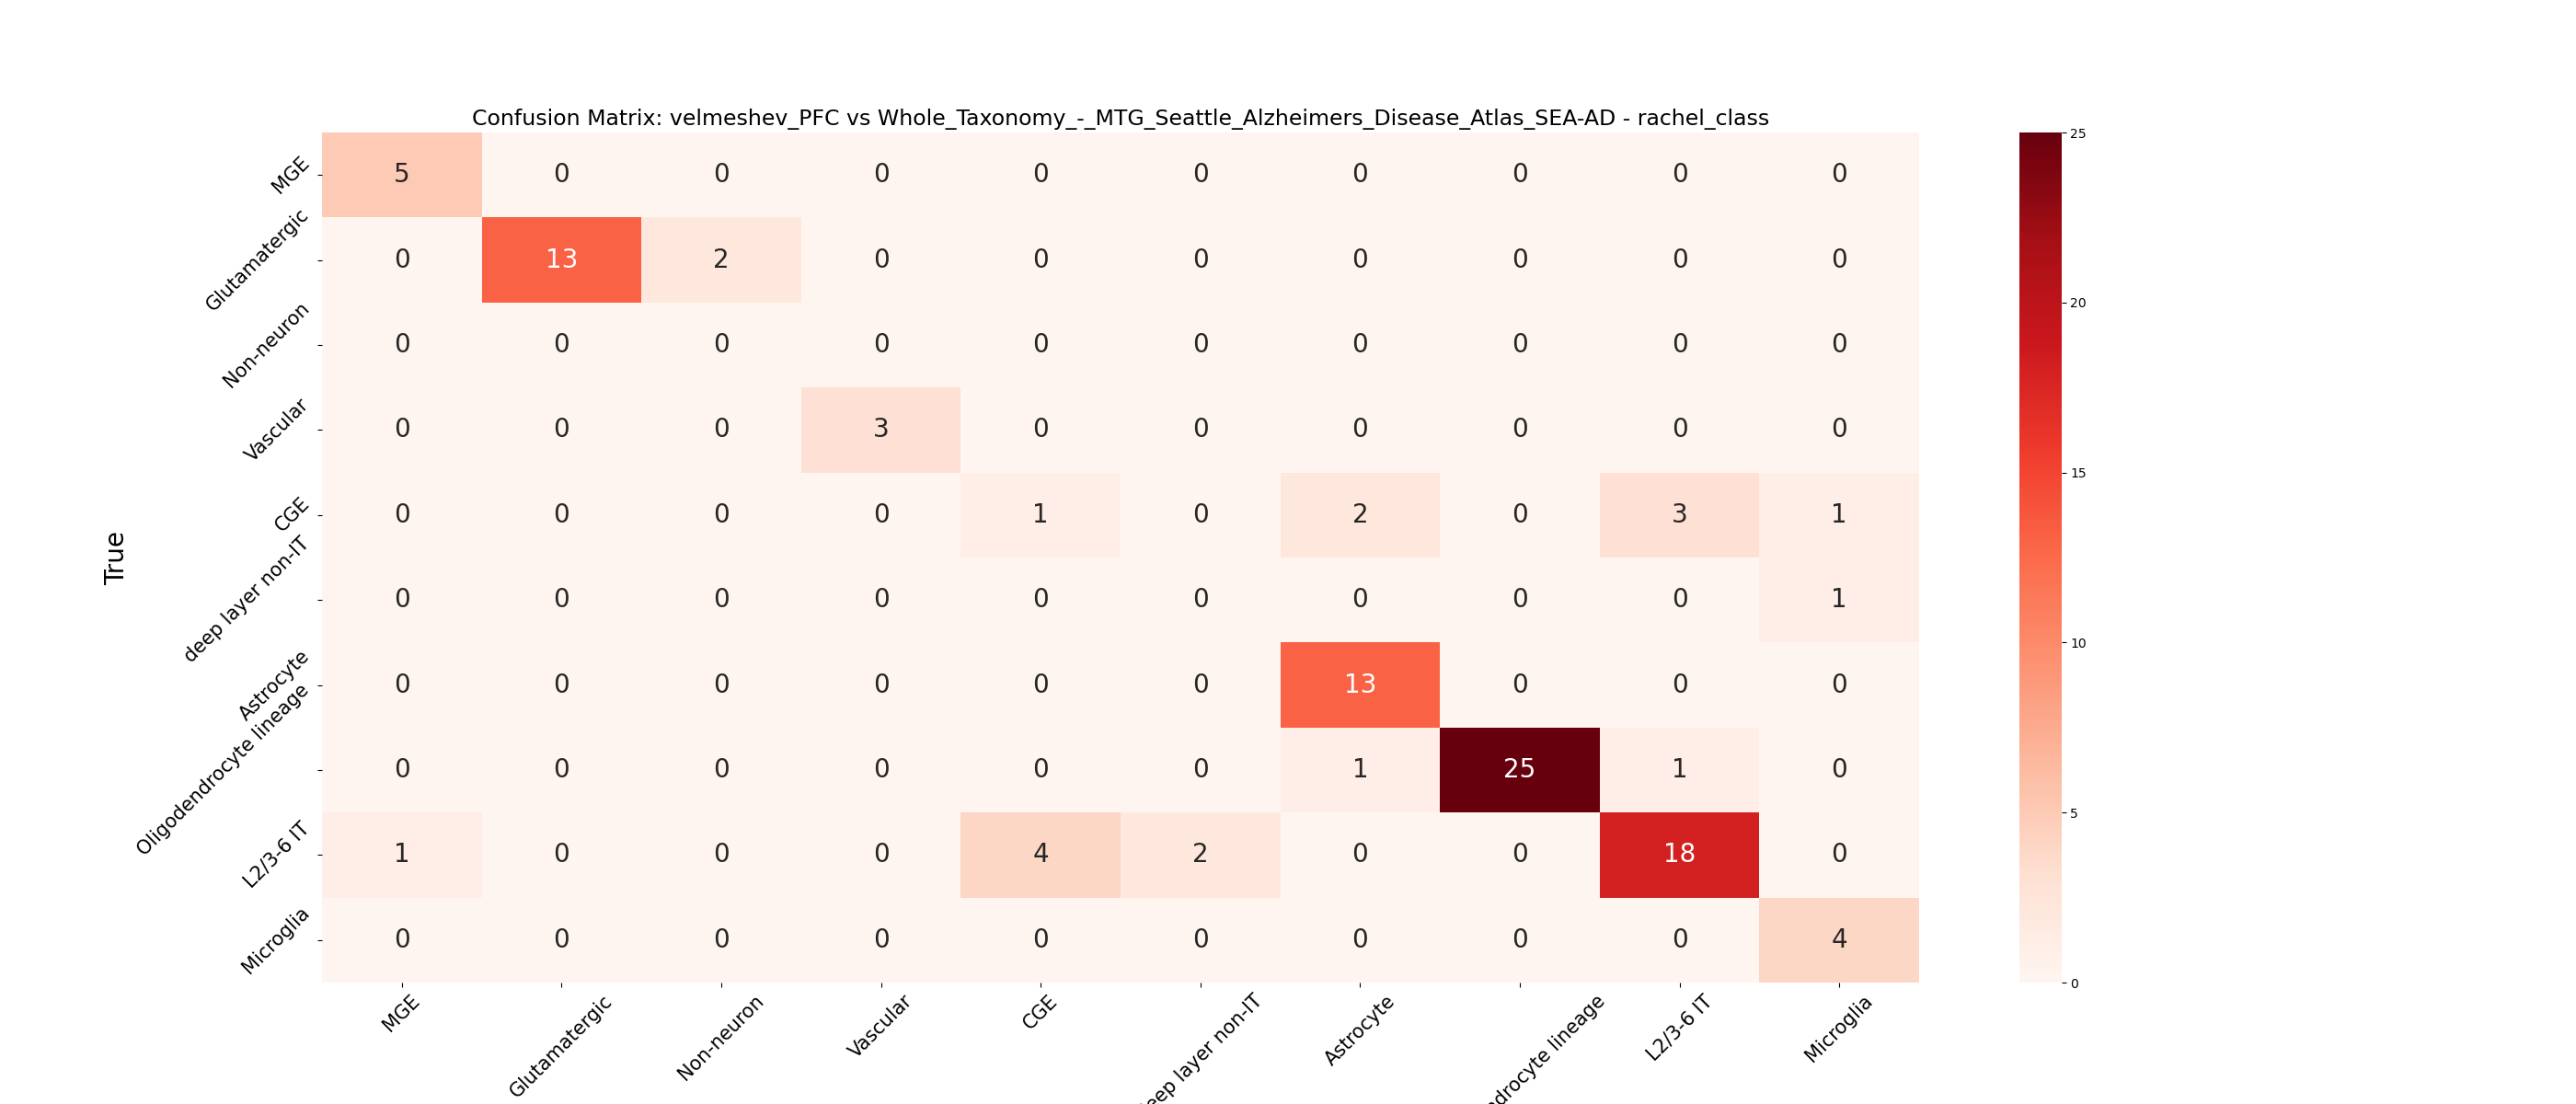 Confusion Matrix: velmeshev_PFC vs Whole_Taxonomy_-_MTG_Seattle_Alzheimers_Disease_Atlas_SEA-AD - rachel_class
True
MGE 5 0 0 0 0 0 0 0 0 0
Glutamatergic 0 13 2 0 0 0 0 0 0 0
Non-neuron 0 0 0 0 0 0 0 0 0 0
Vascular 0 0 0 3 0 0 0 0 0 0
CGE 0 0 0 0 1 0 2 0 3 1
deep layer non-IT 0 0 0 0 0 0 0 0 0 1
Astrocyte 0 0 0 0 0 0 13 0 0 0
Oligodendrocyte lineage 0 0 0 0 0 0 1 25 1 0
L2/3-6 IT 1 0 0 0 4 2 0 0 18 0
Microglia 0 0 0 0 0 0 0 0 0 4
MGE Glutamatergic Non-neuron Vascular CGE eep layer non-IT Astrocyte ndrocyte lineage L2/3-6 IT Microglia
25
20
15
10
5
0